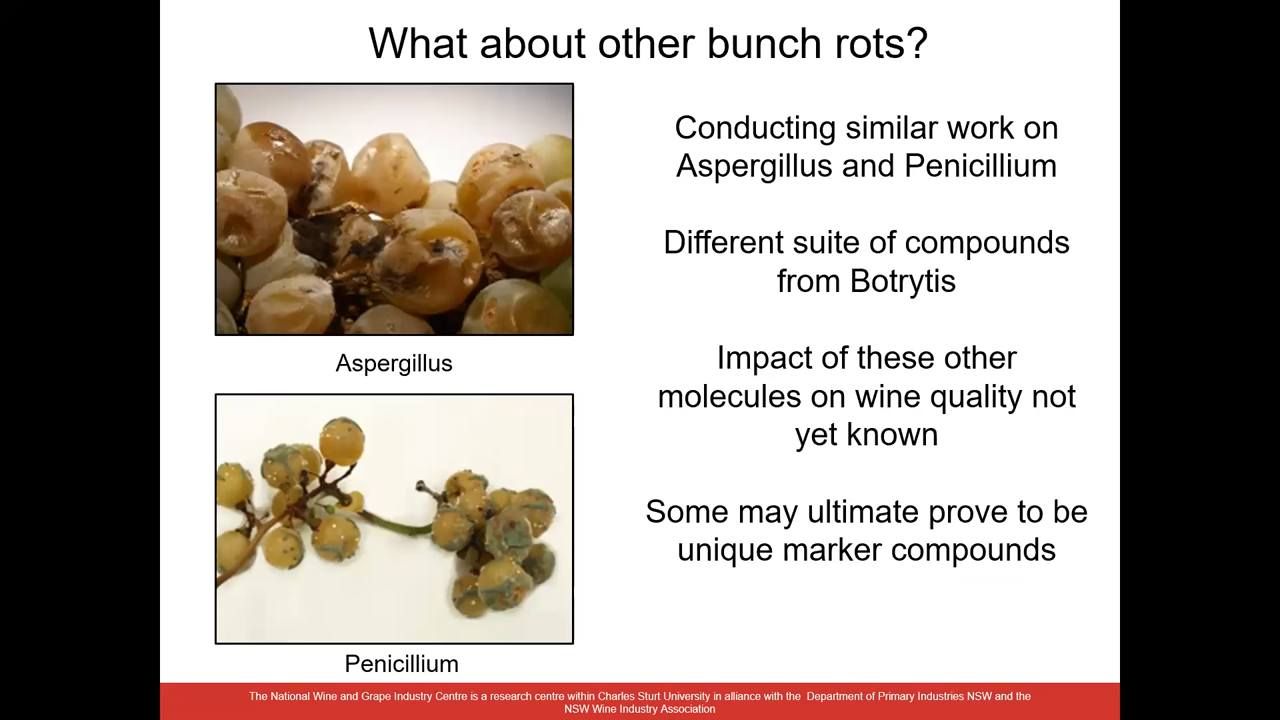 What about other bunch rots?
Conducting similar work on
Aspergillus and Penicillium
Different suite of compounds
from Botrytis
Impact of these other
molecules on wine quality not
yet known
Some may ultimate prove to be
unique marker compounds
Aspergillus
Penicillium
The National Wine and Grape Industry Centre is a research centre within Charles Sturt University in alliance with the Department of Primary Industries NSW and the
NSW Wine Industry Association